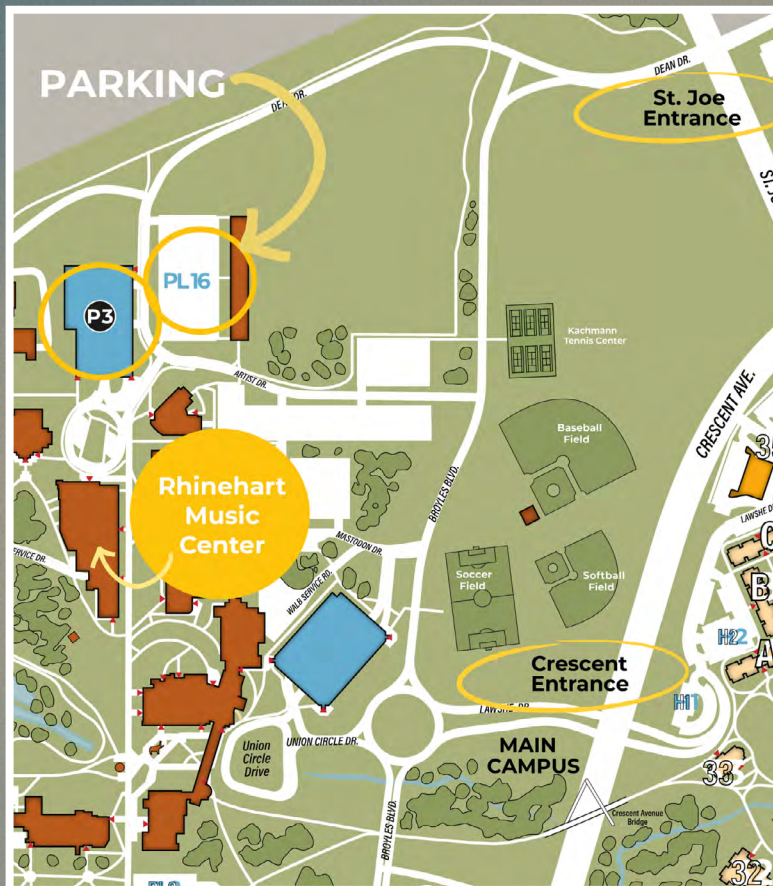 PARKING
DEAN DR.
DEAN DR.
St. Joe
Entrance
PL16
P3
Kachmann
Tennis Center
ARTIST DR.
CRESCENT AVE.
Baseball
Field
Rhinehart
Music
Center
BROYLES BLVD.
MASTODON DR.
SERVICE DR.
WALB SERVICE RD.
Soccer
Field
Softball
Field
LAWSHE D
C
B
H2
A
Crescent
Entrance
LAWSHE DR.
H1
Union
Circle
Drive
UNION CIRCLE DR.
MAIN
CAMPUS
33
BROYLES BLVD.
Crescent Avenue
Bridge
32